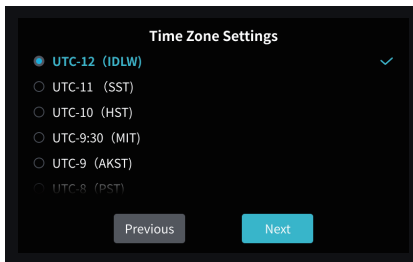 Time Zone Settings
UTC-12（IDLW)
UTC-11 （SST)
UTC-10（HST)
UTC-9:30（MIT)
UTC-9（AKST)
UTC-8（PST)
Previous
Next